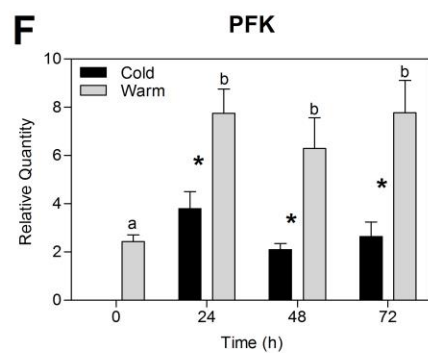 F
PFK
10
8
6
4
2
0
Relative Quantity
Cold
Warm
a
*
b
*
b
*
b
0 24 48 72
Time (h)